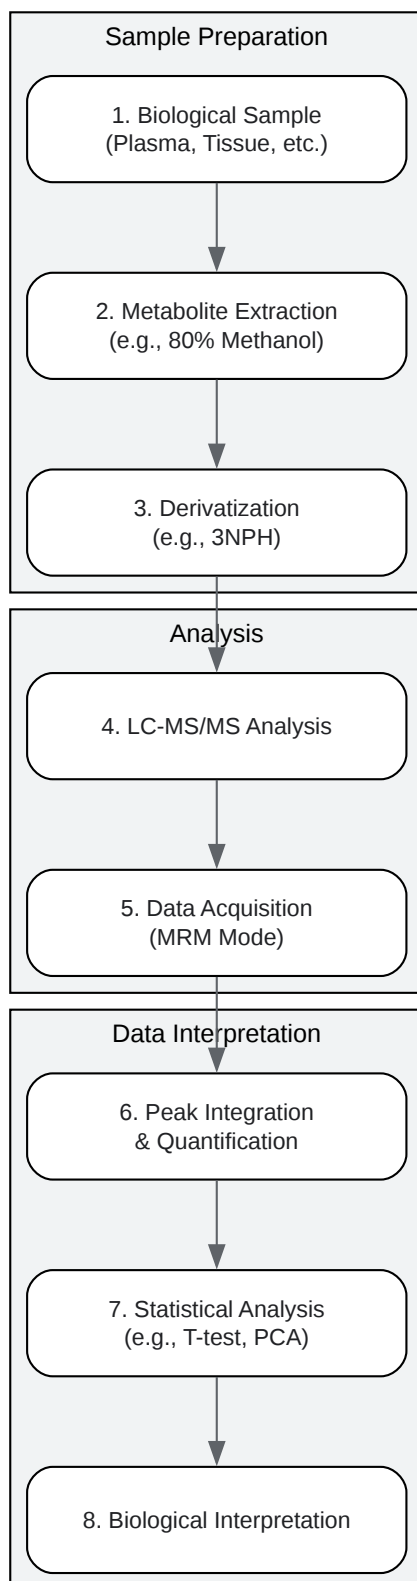 Sample Preparation
1. Biological Sample
(Plasma, Tissue, etc.)
2. Metabolite Extraction
(e.g., 80% Methanol)
3. Derivatization
(e.g., 3NPH)
Analysis
4. LC-MS/MS Analysis
5. Data Acquisition
(MRM Mode)
Data Interpretation
6. Peak Integration
& Quantification
7. Statistical Analysis
(e.g., T-test, PCA)
8. Biological Interpretation